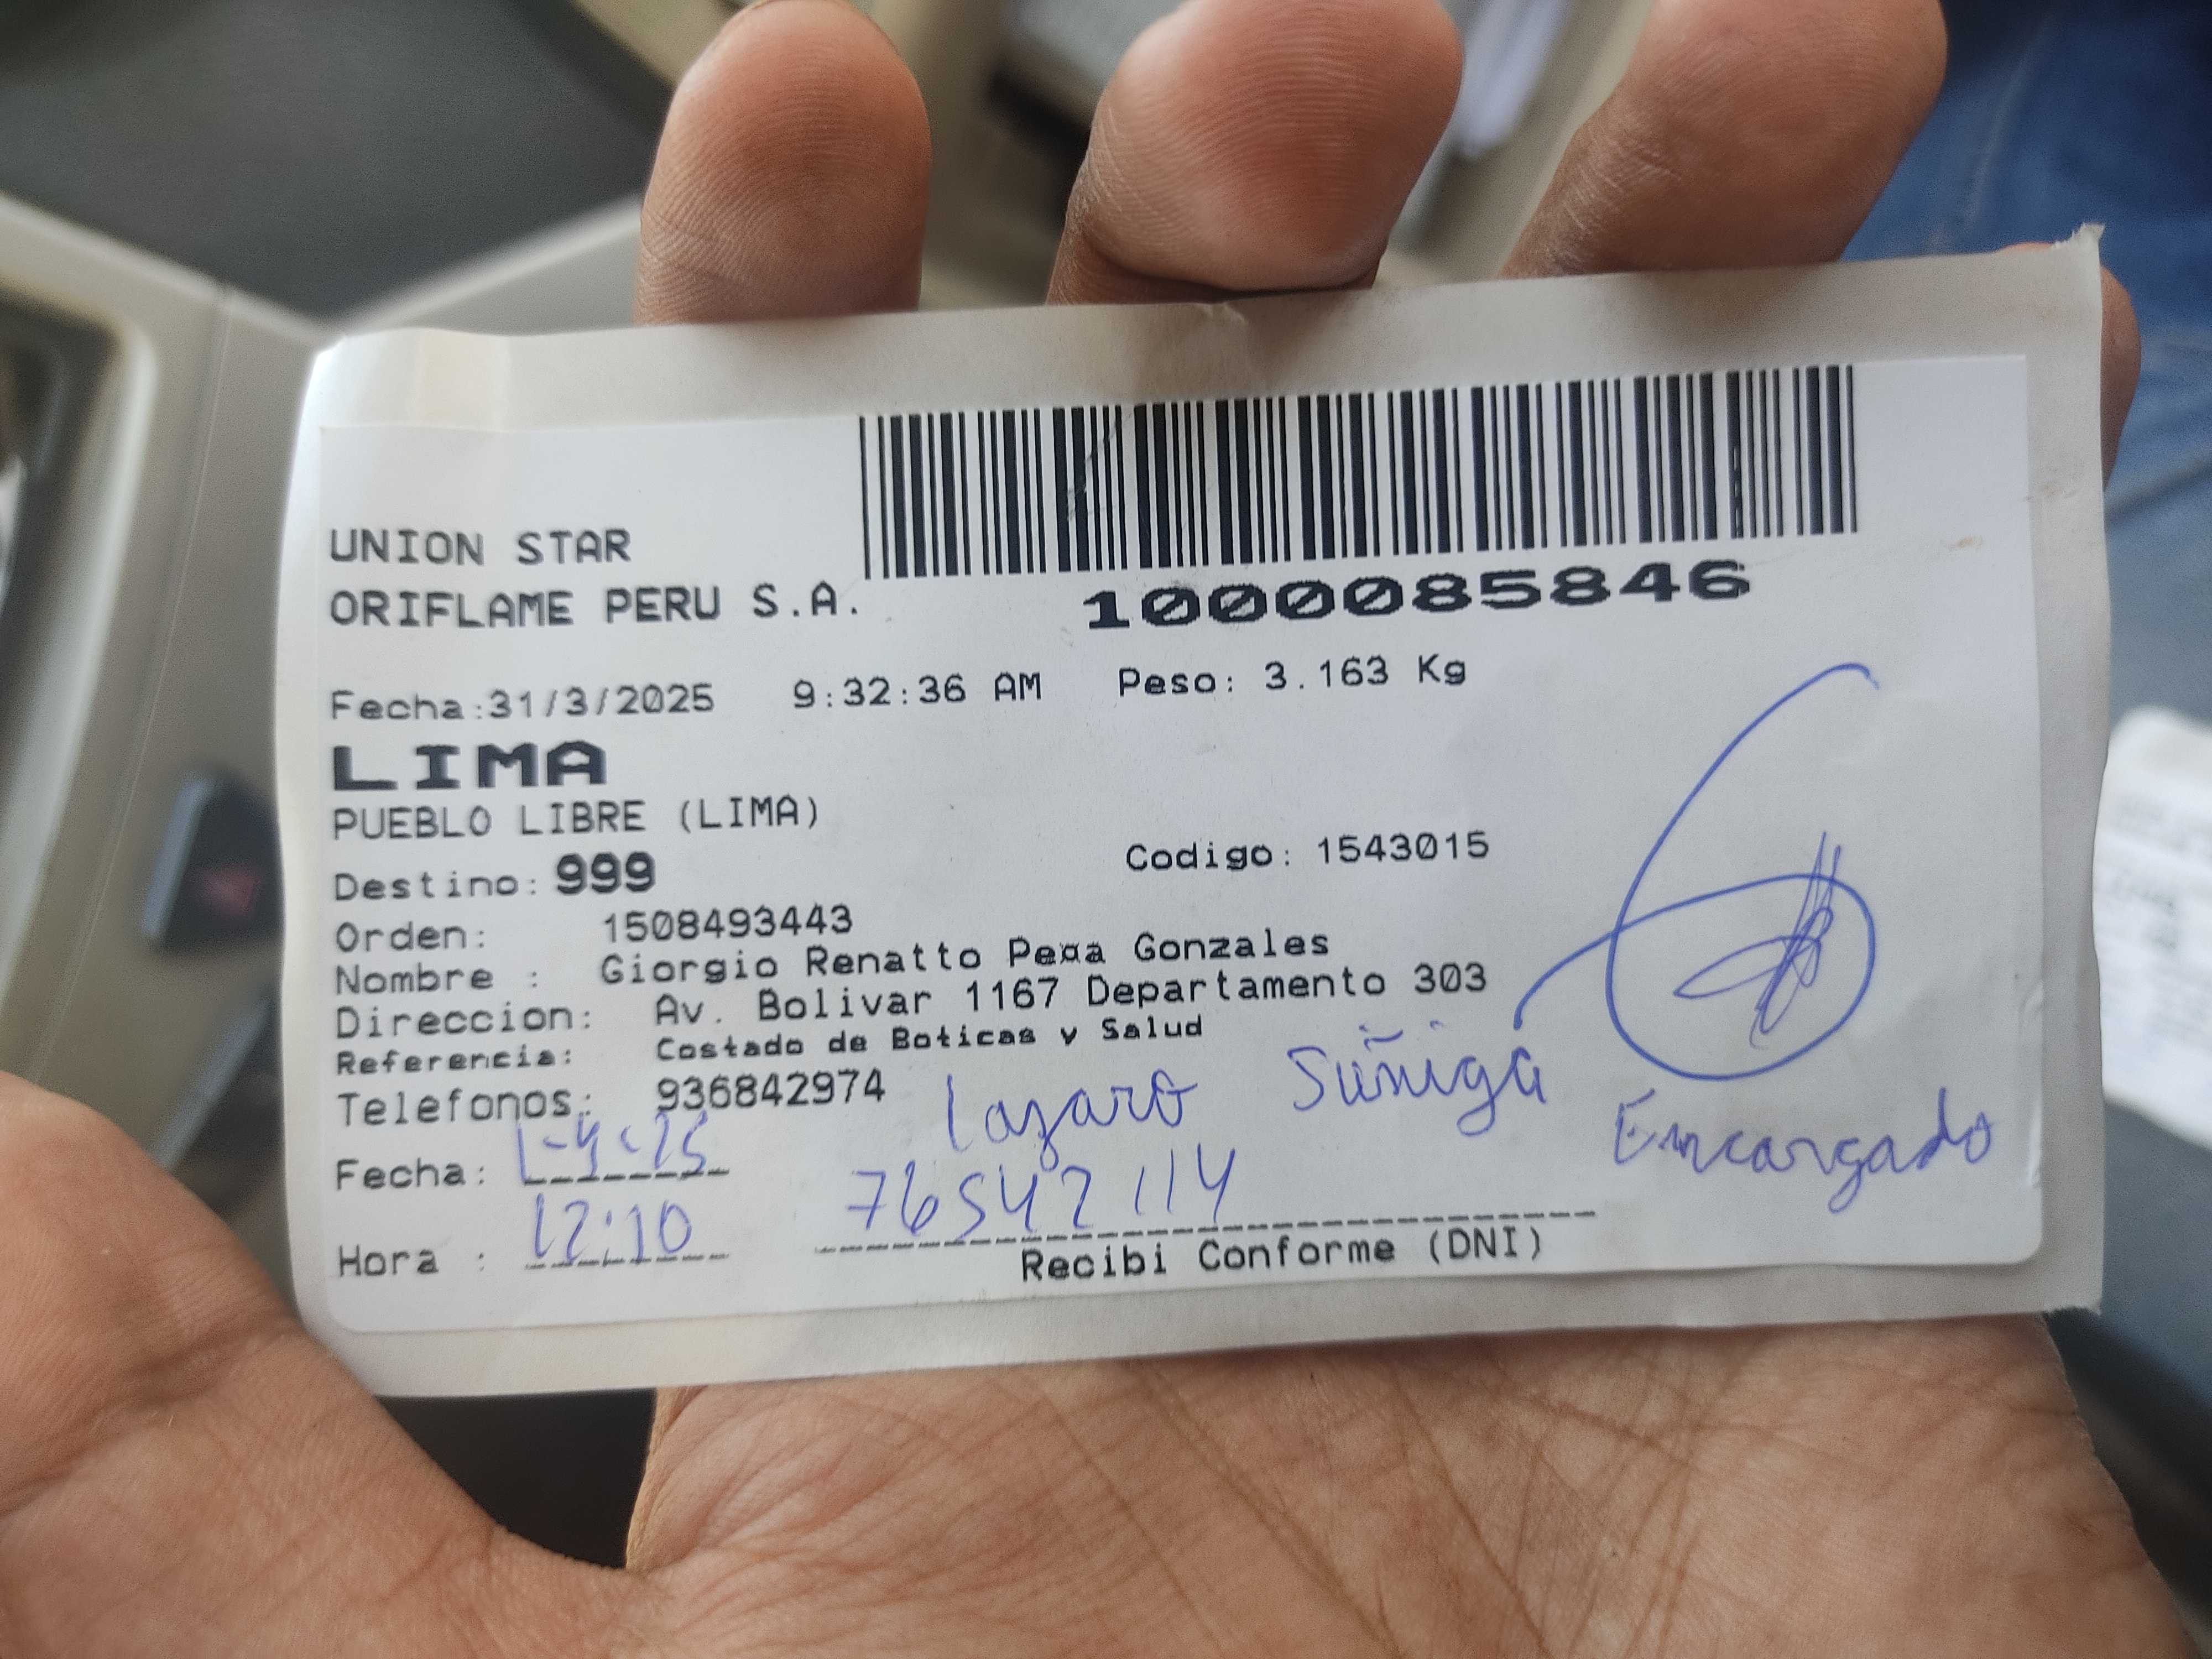 UNION STAR
ORIFLAME PERU S.A.
1000085846
Fecha:31/3/2025 9:32:36 AM Peso: 3.163 Kg
LIMA
PUEBLO LIBRE (LIMA)
Destino: 999 Codigo: 1543015
Orden: 1508493443
Nombre : Giorgio Renatto Peaa Gonzales
Direccion: Av. Bolivar 1167 Departamento 303
Referencia: Costado de Boticas y Salud
Telefonos: 936842974
lazaro Suñiga
Encargado
Fecha: 1-4-25
76542114
Hora : 12:10
Recibi Conforme (DNI)